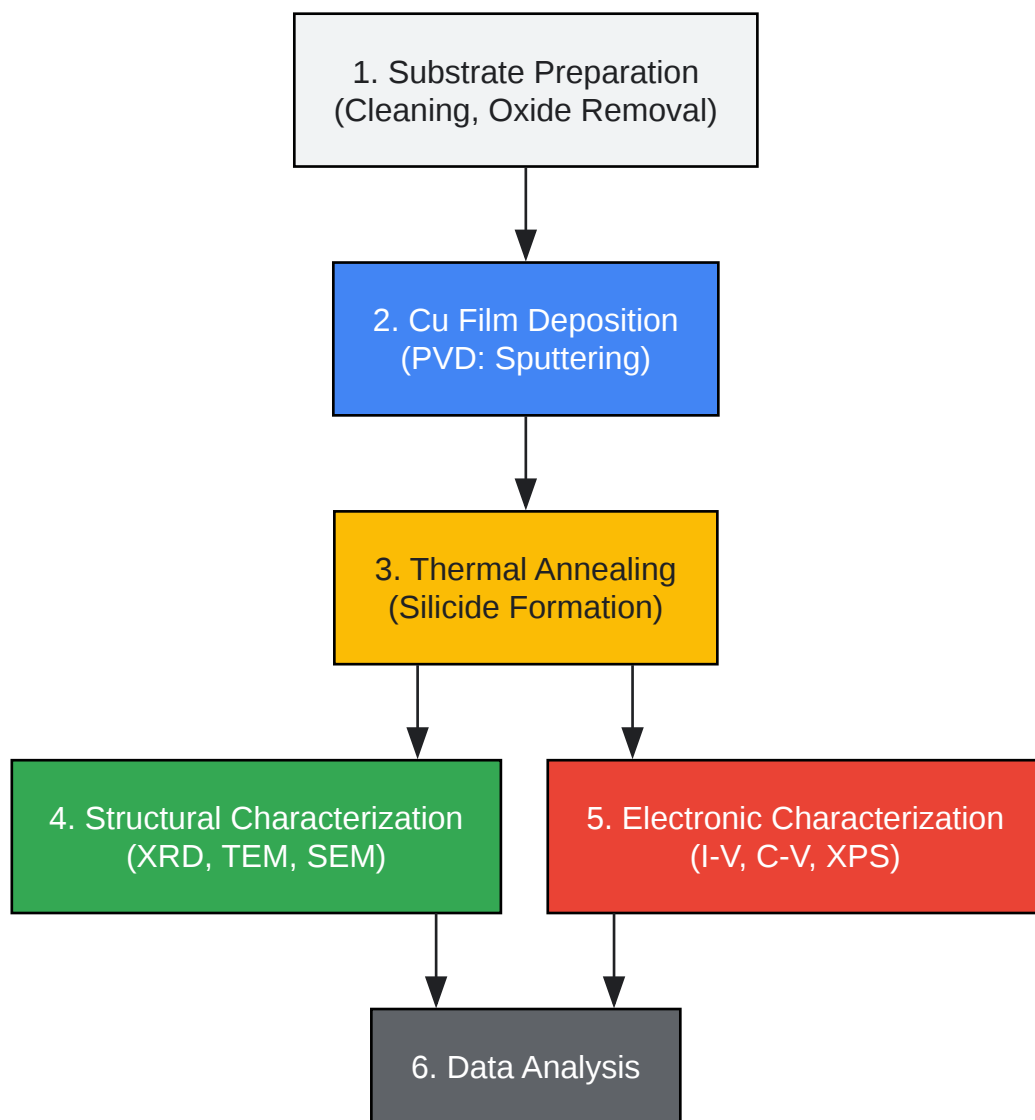 1. Substrate Preparation
(Cleaning, Oxide Removal)
2. Cu Film Deposition
(PVD: Sputtering)
3. Thermal Annealing
(Silicide Formation)
4. Structural Characterization
(XRD, TEM, SEM)
5. Electronic Characterization
(I-V, C-V, XPS)
6. Data Analysis